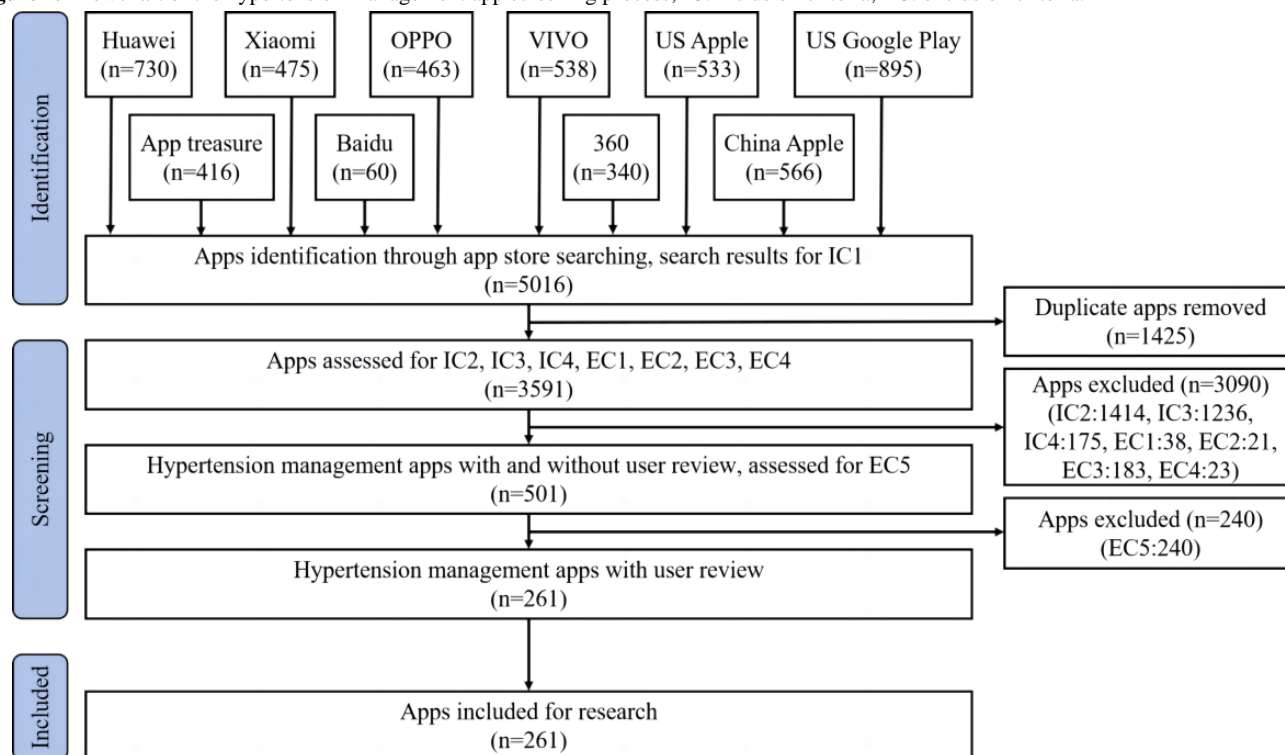 Huawei
(n=730)
Xiaomi
(n=475)
OPPO
(n=463)
VIVO
(n=538)
US Apple
(n=533)
US Google Play
(n=895)
App treasure
(n=416)
Baidu
(n=60)
360
(n=340)
China Apple
(n=566)
Identification
Apps identification through app store searching, search results for IC1
(n=5016)
Duplicate apps removed
(n=1425)
Screening
Apps assessed for IC2, IC3, IC4, EC1, EC2, EC3, EC4
(n=3591)
Apps excluded (n=3090)
(IC2:1414, IC3:1236,
IC4:175, EC1:38, EC2:21,
EC3:183, EC4:23)
Hypertension management apps with and without user review, assessed for EC5
(n=501)
Apps excluded (n=240)
(EC5:240)
Hypertension management apps with user review
(n=261)
Included
Apps included for research
(n=261)